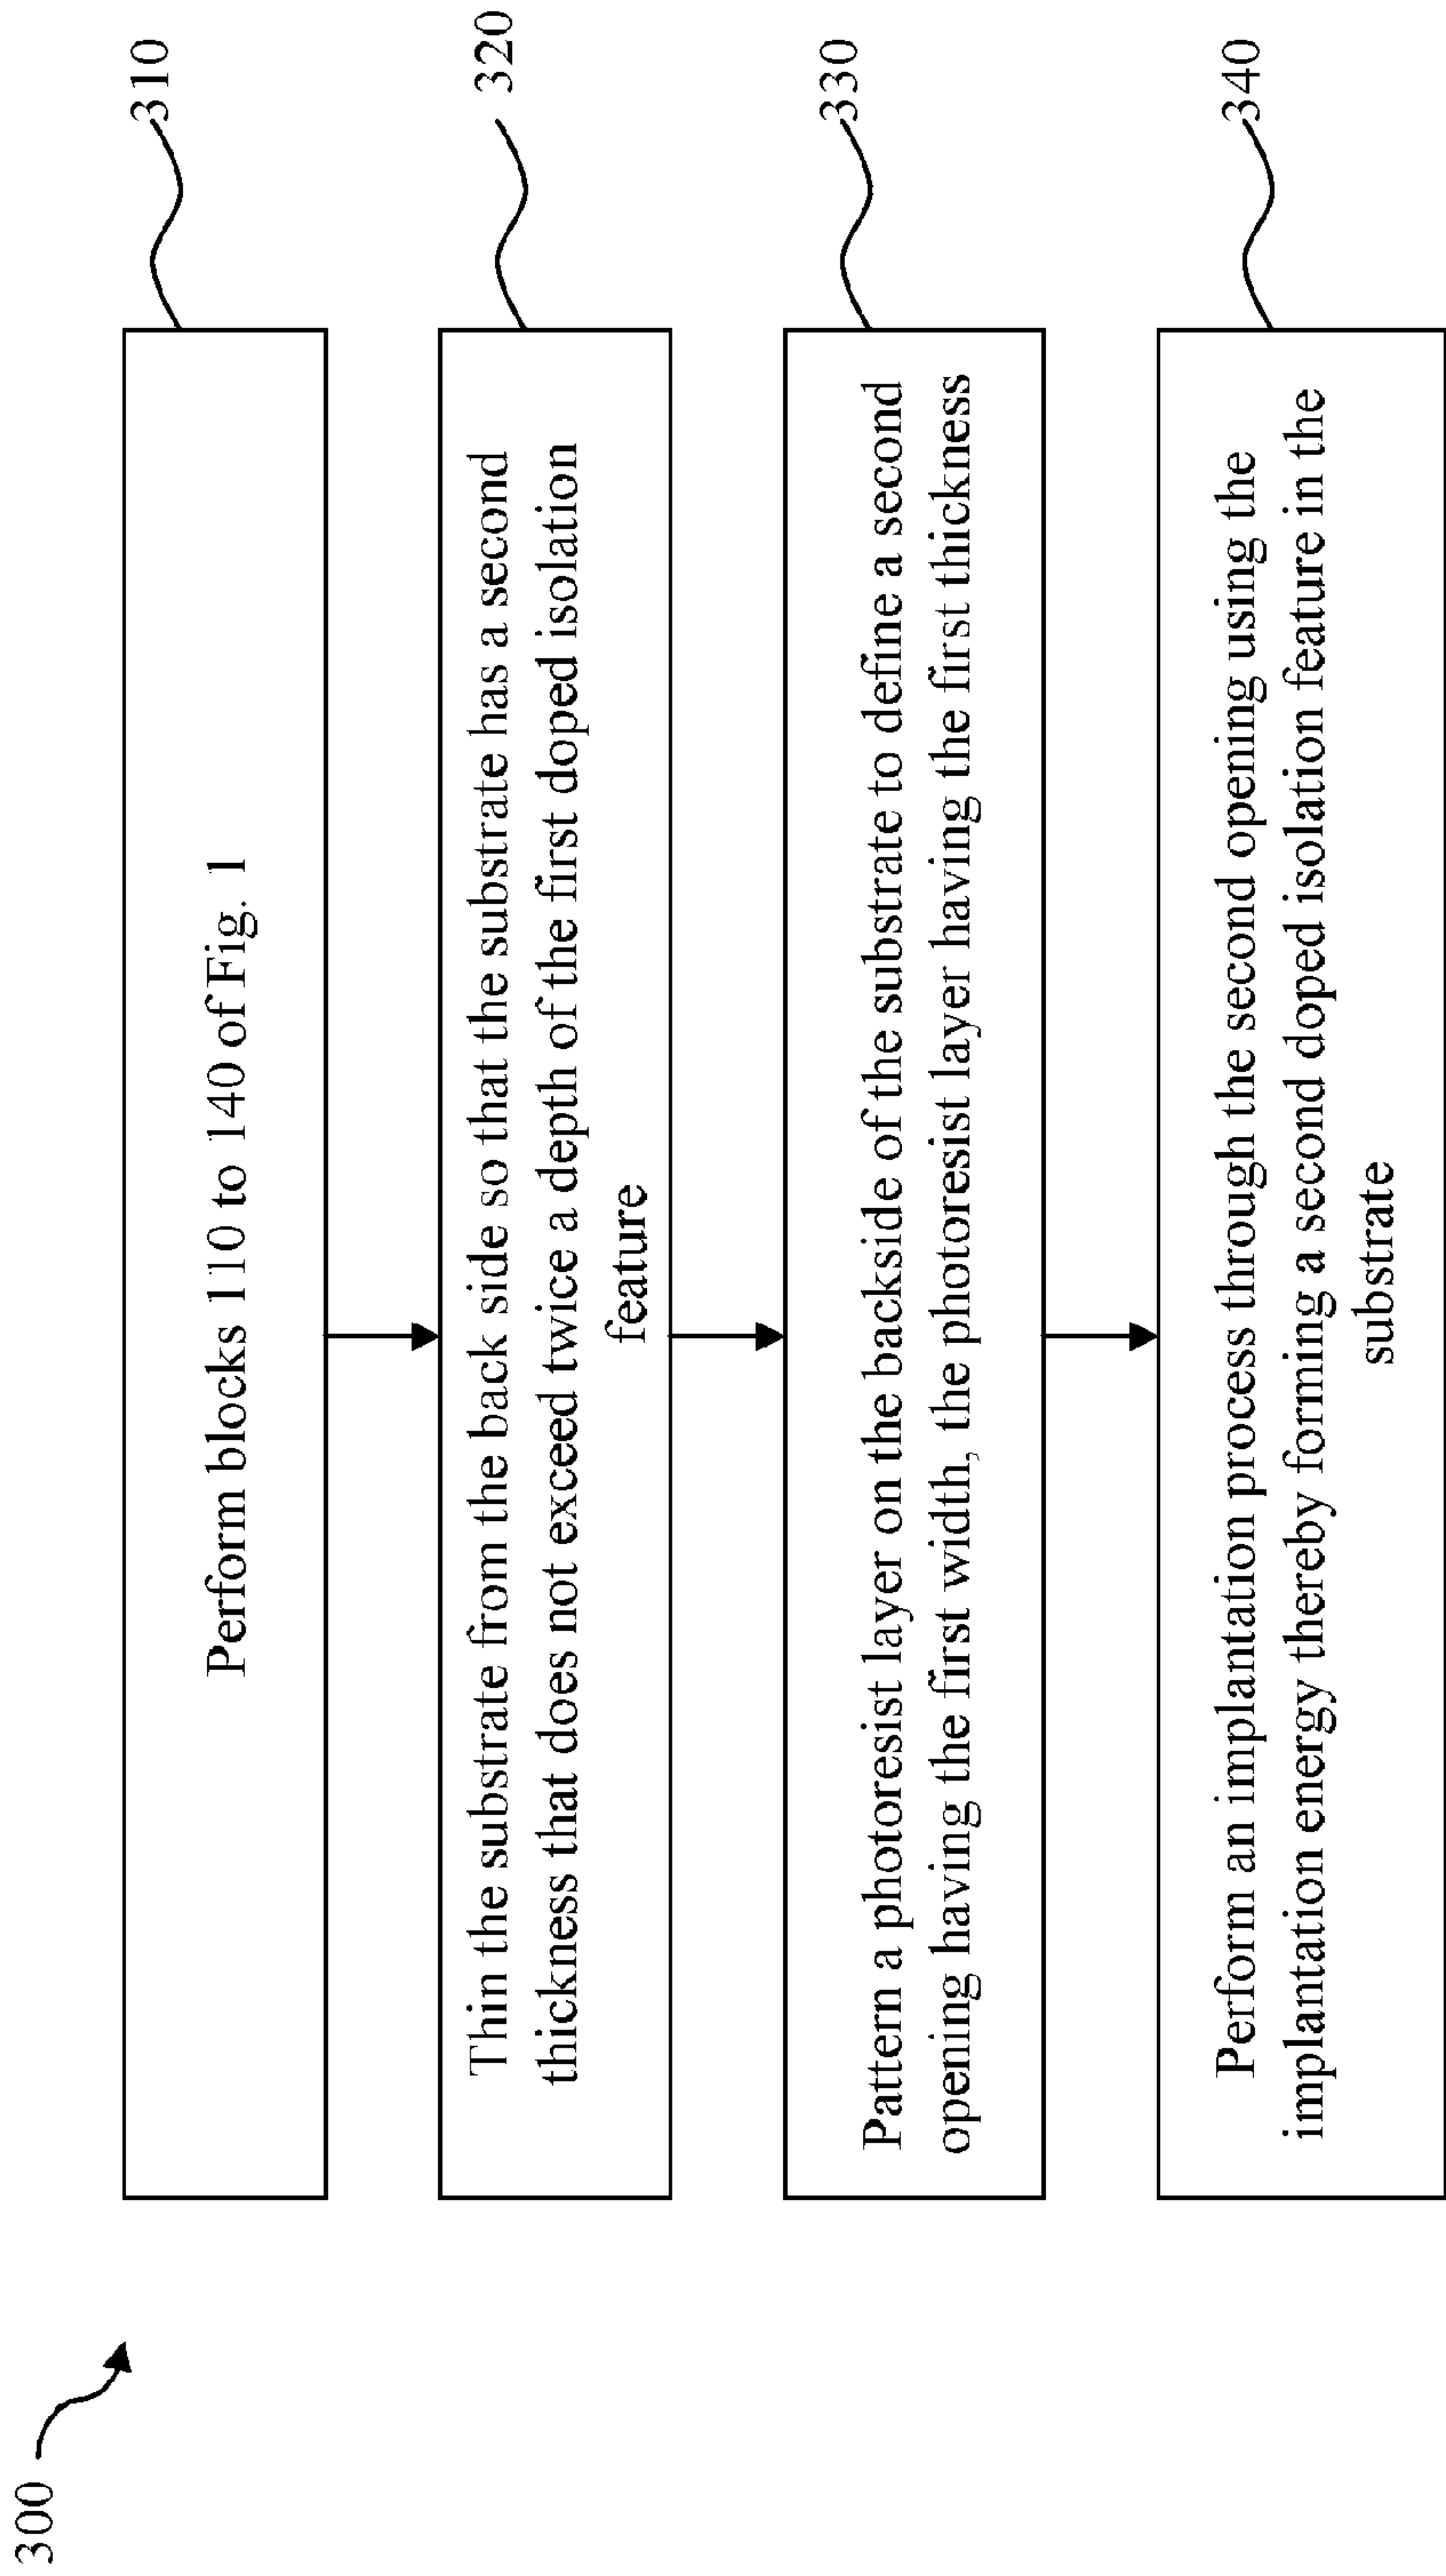 300
310
Perform blocks 110 to 140 of Fig. 1
320
Thin the substrate from the back side so that the substrate has a second
thickness that does not exceed twice a depth of the first doped isolation
feature
330
Pattern a photoresist layer on the backside of the substrate to define a second
opening having the first width, the photoresist layer having the first thickness
340
Perform an implantation process through the second opening using the
implantation energy thereby forming a second doped isolation feature in the
substrate